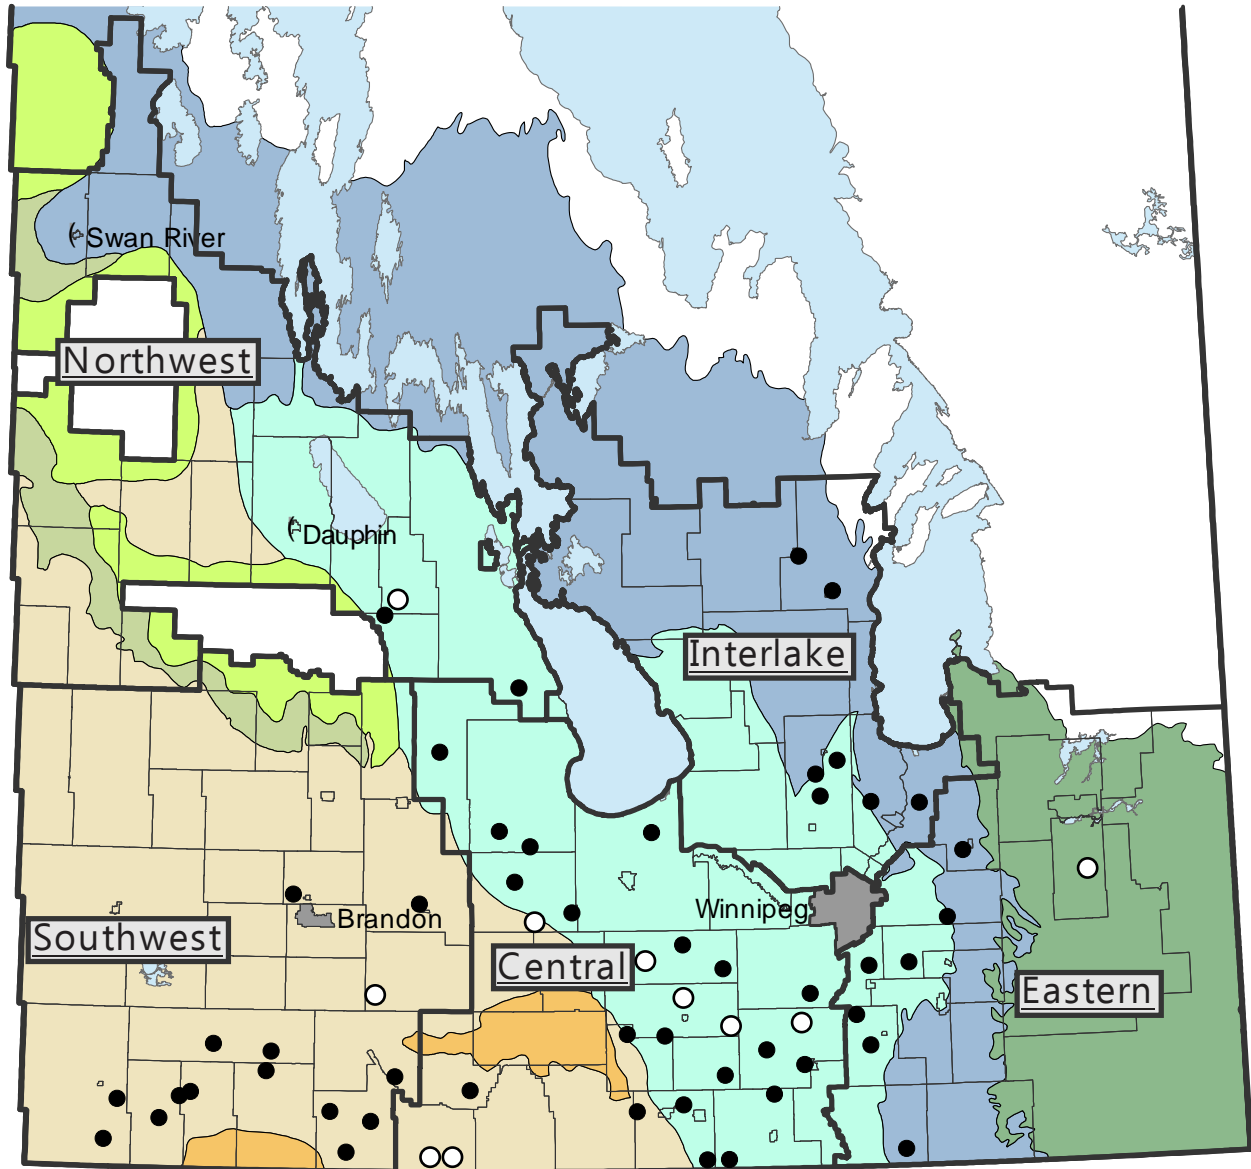 Swan River
Northwest
Dauphin
Interlake
Winnipeg
Brandon
Southwest
Central
Eastern